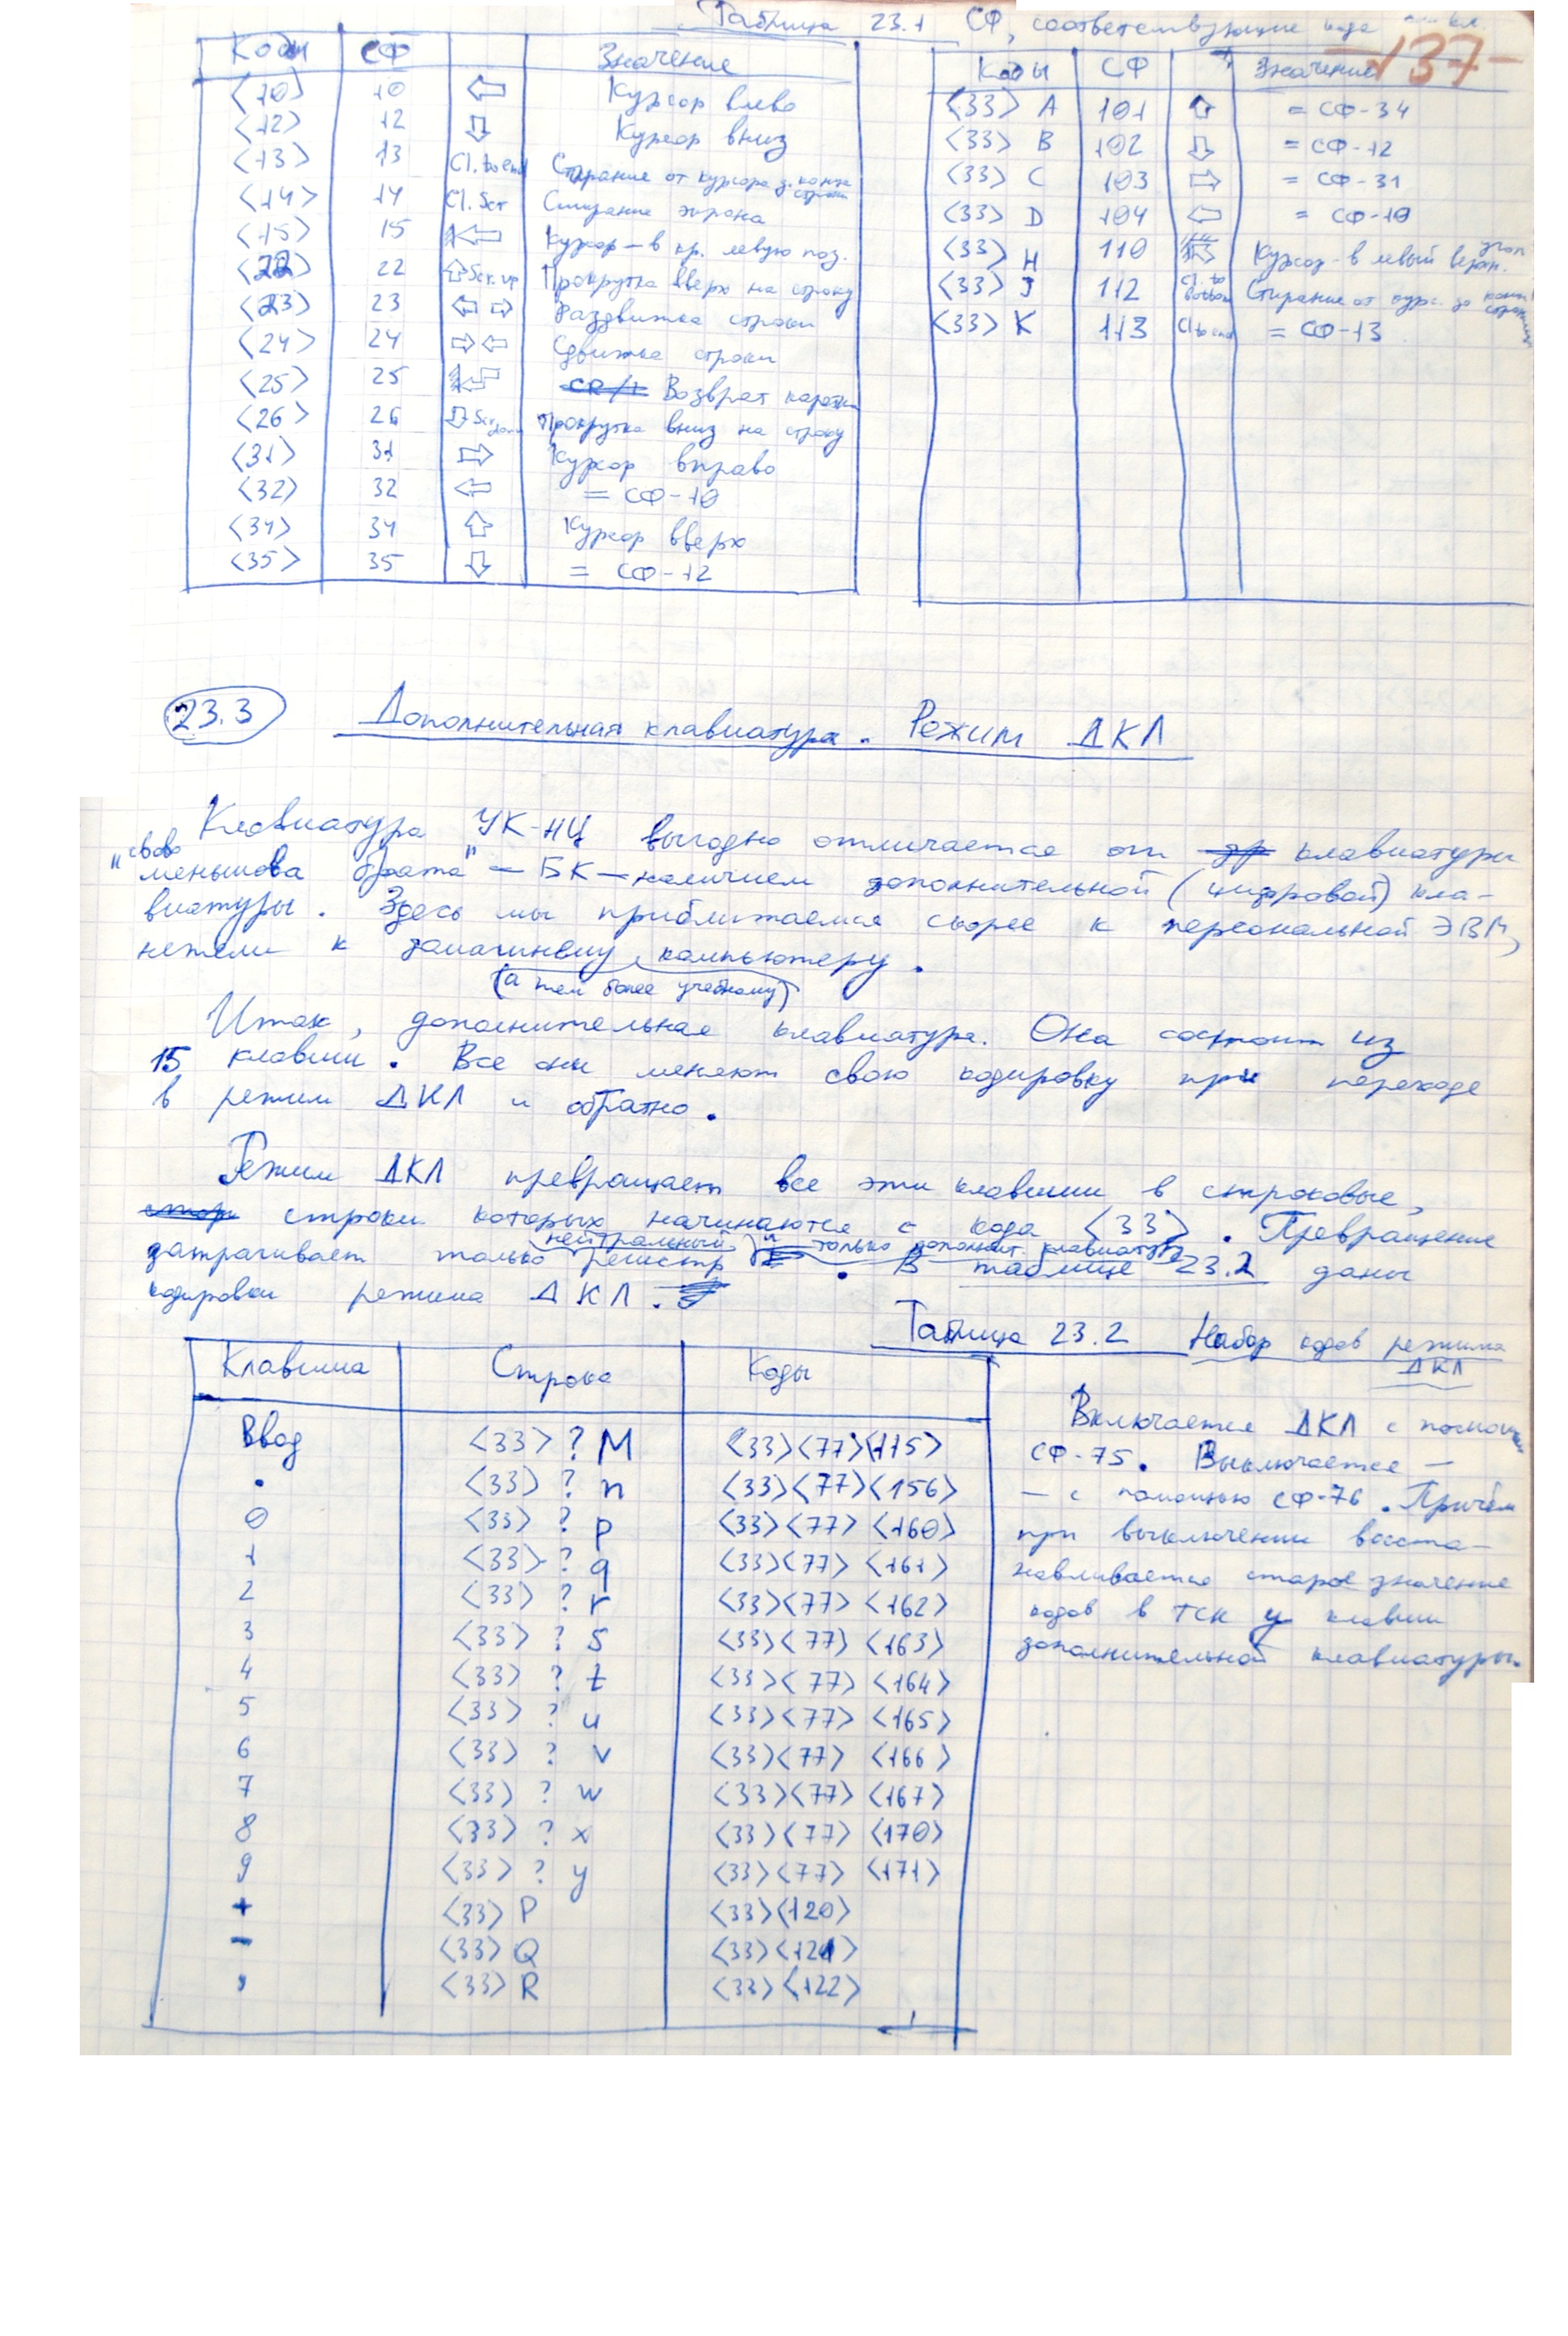 Таблица 23.1 СФ, соответствующие
-137-
Коды СФ Значение
<10> 10 ⇦ Курсор влево
<12> 12 ⇩ Курсор вниз
<13> 13 Cl. to end Стирание от курсора д. конца строки
<14> 14 Cl. Scr Стирание экрана
<15> 15 ⇦ Курсор – в кр. левую поз.
<22> 22 ⇧ Scr. up Прокрутка вверх на строку
<23> 23 ⇦ ⇨ Раздвижка строки
<24> 24 ⇨ ⇦ Сдвижка строки
<25> 25 Возврат каретки
<26> 26 ⇩ Scr. down Прокрутка вниз на строку
<31> 31 ⇨ Курсор вправо
<32> 32 ⇦ = СФ-10
<34> 34 ⇧ Курсор вверх
<35> 35 ⇩ = СФ-12
Коды СФ Значение
<33> A 101 ⇧ = СФ-34
<33> B 102 ⇩ = СФ-12
<33> C 103 ⇨ = СФ-31
<33> D 104 ⇦ = СФ-10
<33> H 110 Курсор - в левый верхн. угол
<33> J 112 Cl. to bottom Стирание от курс. до конца
<33> K 113 Cl to end = СФ-13
23.3 Дополнительная клавиатура. Режим ДКЛ
Клавиатура УК-НЦ выгодно отличается от клавиатуры
"свово меньшова брата" – БК – наличием дополнительной (цифровой) кла-
виатуры. Здесь мы приближаемся скорее к персональной ЭВМ,
нежели к домашнему компьютеру.
(а тем более учебному)
Итак, дополнительная клавиатура. Она состоит из
15 клавиш. Все они меняют свою кодировку при переходе
в режим ДКЛ и обратно.
Режим ДКЛ превращает все эти клавиши в строковые,
строки которых начинаются с кода <33>. Превращение
затрагивает только нейтральный регистр и только дополнит. клавиатуру. В таблице 23.2 даны
кодировки режима ДКЛ.
Таблица 23.2 Набор кодов режима
ДКЛ
Клавиша Строка Коды
Ввод <33> ? M <33><77><115>
. <33> ? n <33><77><156>
0 <33> ? p <33><77><160>
1 <33> ? q <33><77><161>
2 <33> ? r <33><77><162>
3 <33> ? s <33><77><163>
4 <33> ? t <33><77><164>
5 <33> ? u <33><77><165>
6 <33> ? v <33><77><166>
7 <33> ? w <33><77><167>
8 <33> ? x <33><77><170>
9 <33> ? y <33><77><171>
+ <33> P <33><120>
- <33> Q <33><121>
, <33> R <33><122>
Включается ДКЛ с помощью
СФ-75. Выключается –
– с помощью СФ-76. Причём
при выключении восста-
навливается старое значение
кодов в ТСК у клавиш
дополнительной клавиатуры.